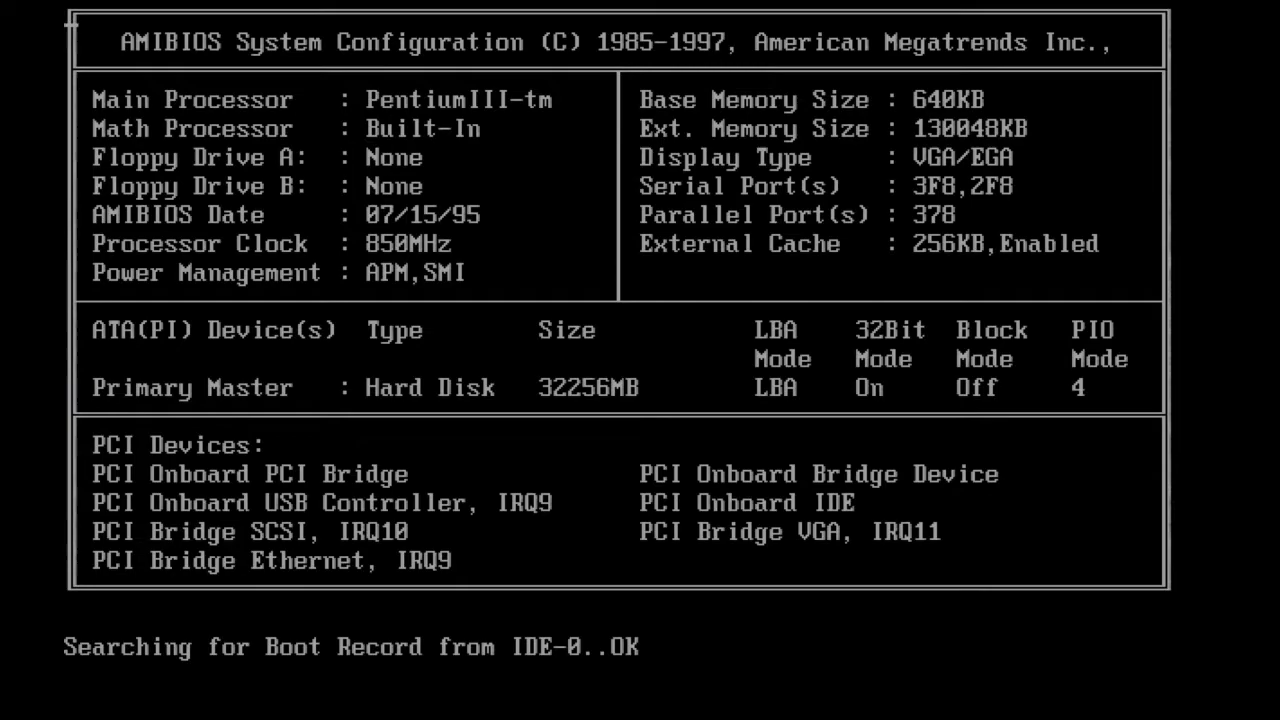 AMIBIOS System Configuration (C) 1985-1997, American Megatrends Inc.,
Main Processor : PentiumIII-tm
Math Processor : Built-In
Floppy Drive A: : None
Floppy Drive B: : None
AMIBIOS Date : 07/15/95
Processor Clock : 850MHz
Power Management : APM,SMI
Base Memory Size : 640KB
Ext. Memory Size : 130048KB
Display Type : VGA/EGA
Serial Port(s) : 3F8,2F8
Parallel Port(s) : 378
External Cache : 256KB,Enabled
ATA(PI) Device(s) Type Size LBA 32Bit Block PIO
Mode Mode Mode Mode
Primary Master : Hard Disk 32256MB LBA On Off 4
PCI Devices:
PCI Onboard PCI Bridge
PCI Onboard USB Controller, IRQ9
PCI Bridge SCSI, IRQ10
PCI Bridge Ethernet, IRQ9
PCI Onboard Bridge Device
PCI Onboard IDE
PCI Bridge VGA, IRQ11
Searching for Boot Record from IDE-0..OK